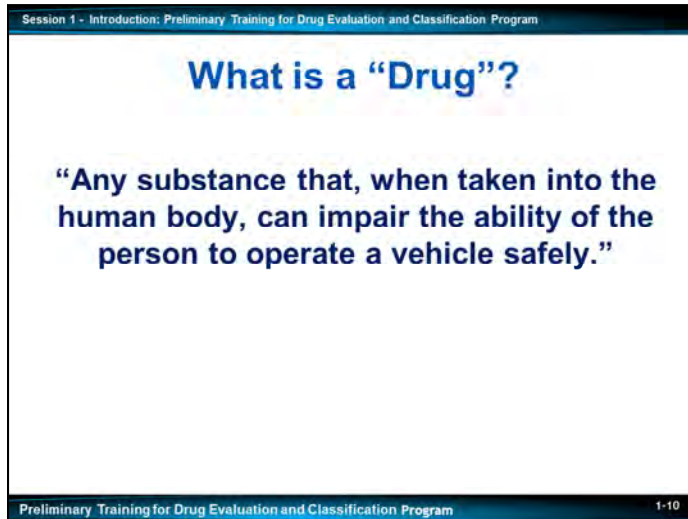 Session 1 - Introduction: Preliminary Training for Drug Evaluation and Classification Program
What is a “Drug”?
“Any substance that, when taken into the
human body, can impair the ability of the
person to operate a vehicle safely.”
Preliminary Training for Drug Evaluation and Classification Program
1-10